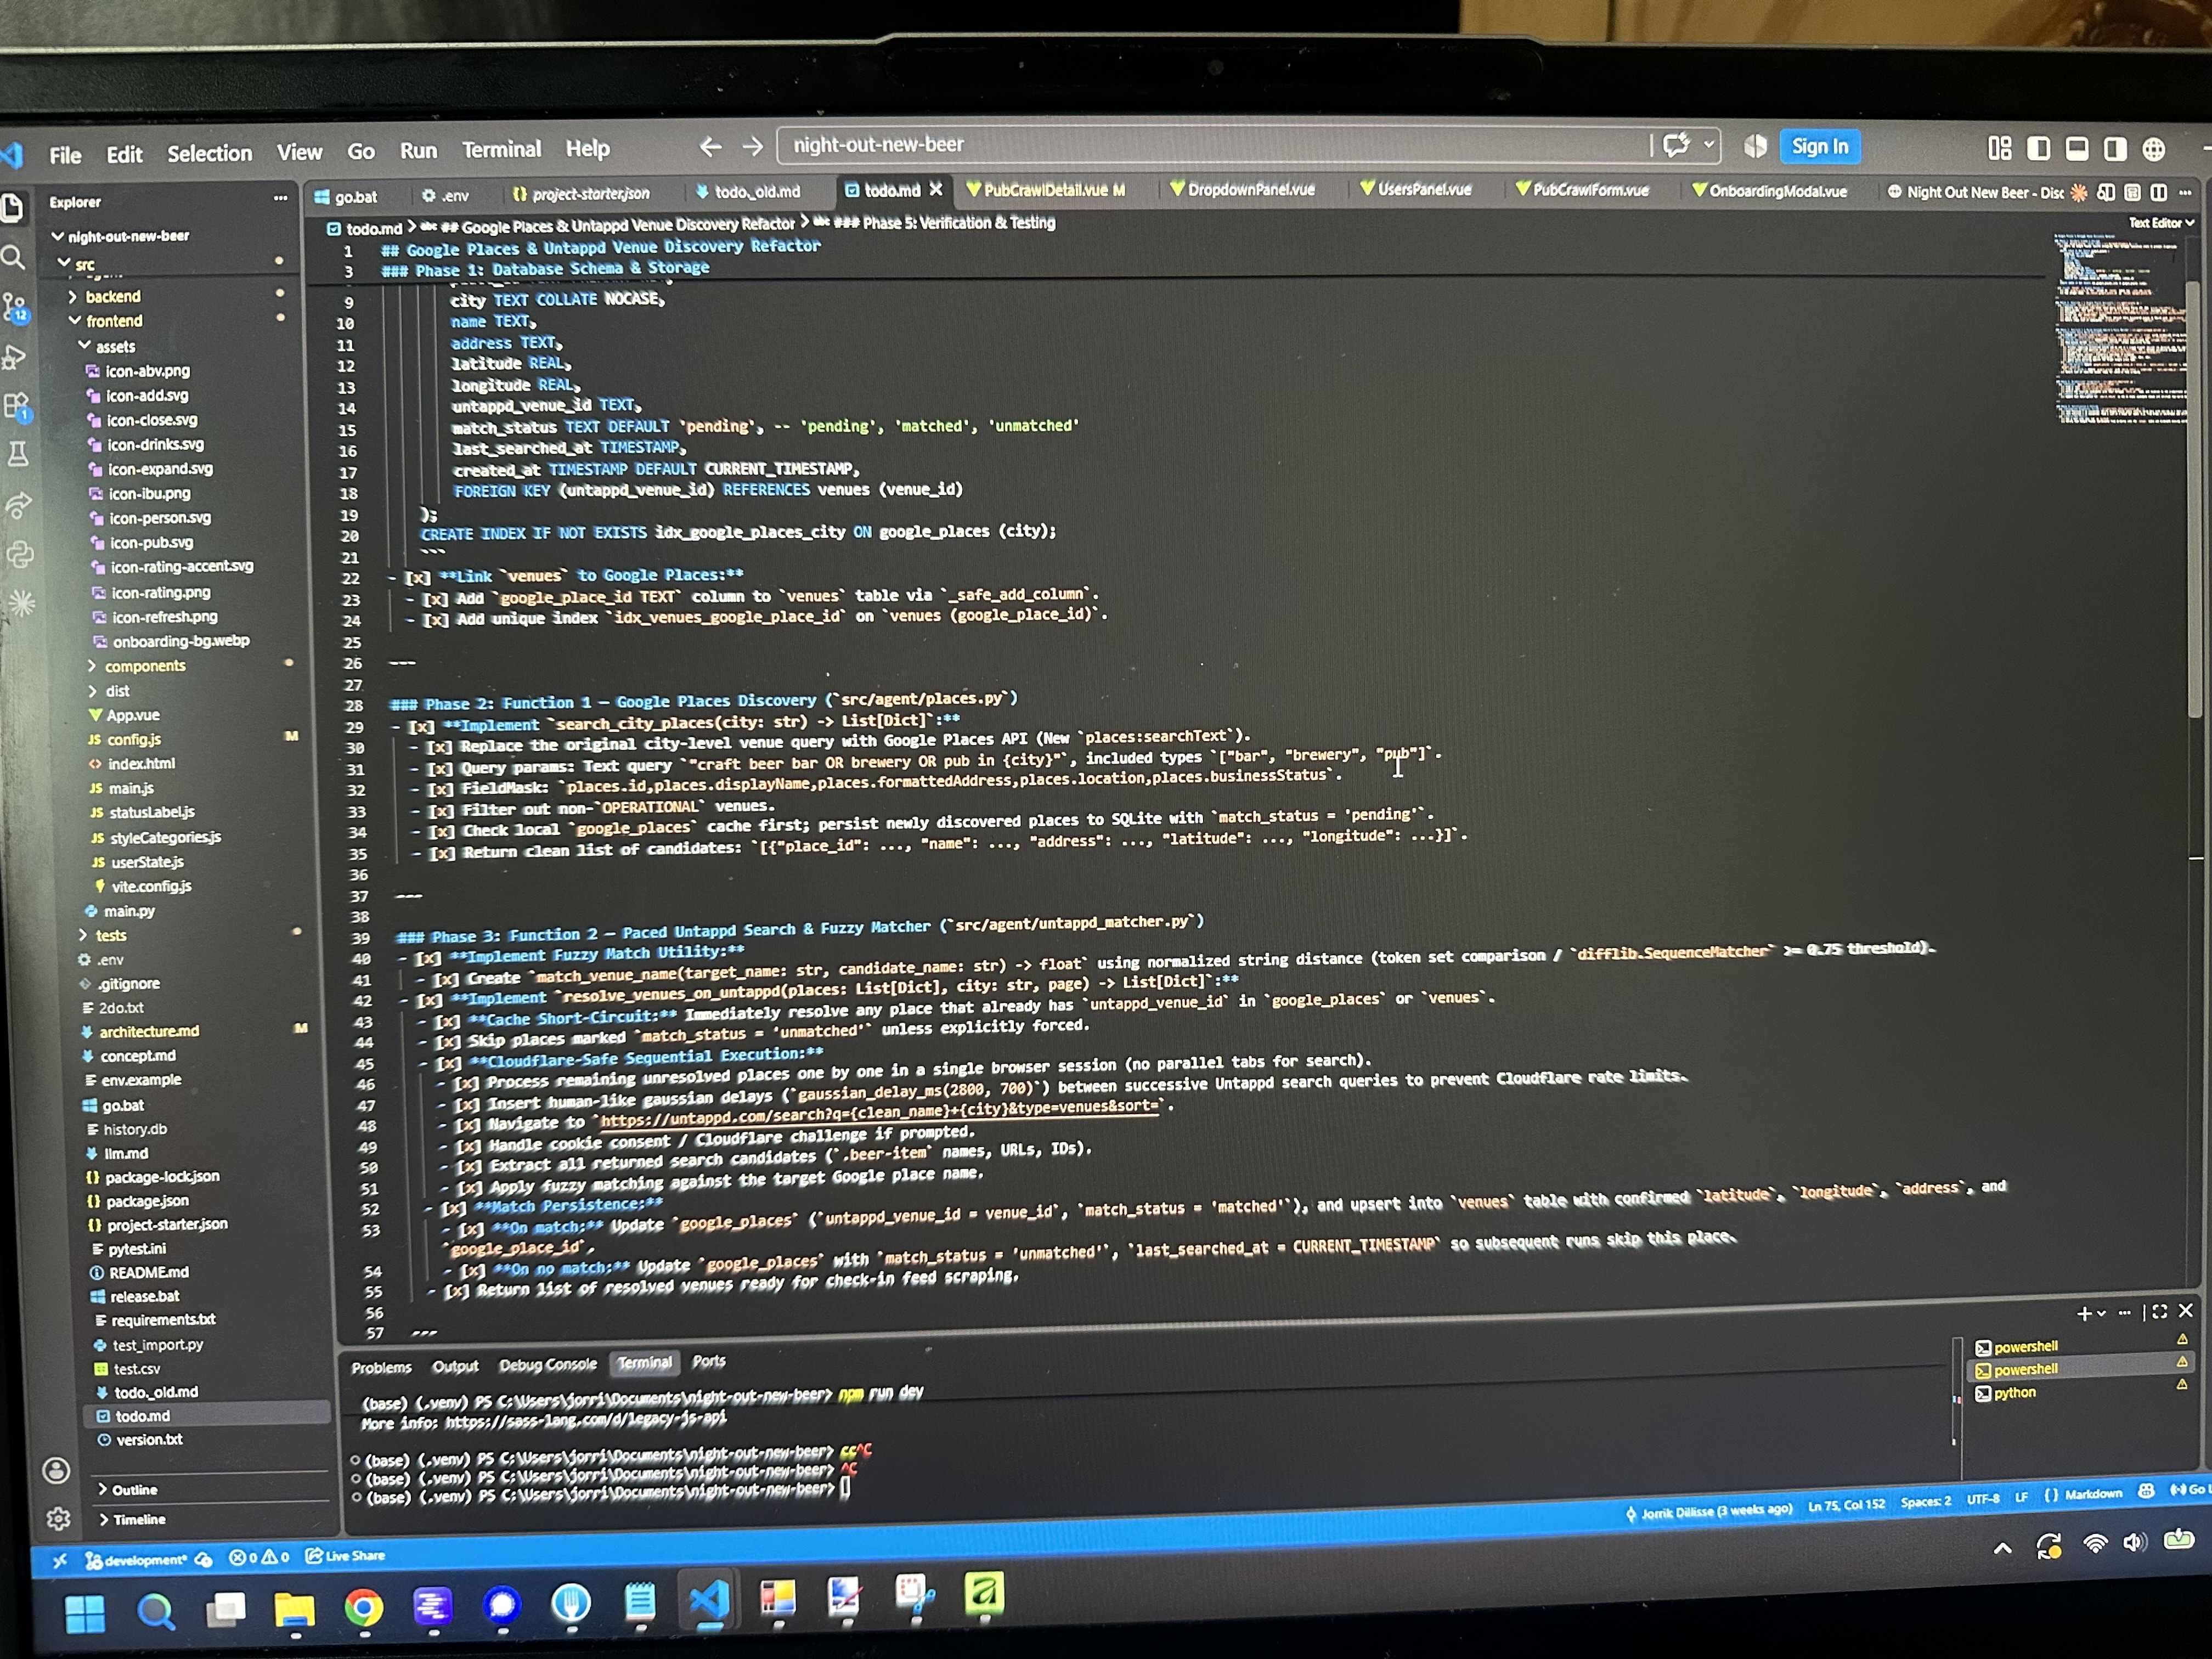 File Edit Selection View Go Run Terminal Help
night-out-new-beer
Sign In
Explorer
night-out-new-beer
src
backend
frontend
assets
icon-abv.png
icon-add.svg
icon-close.svg
icon-drinks.svg
icon-expand.svg
icon-ibu.png
icon-person.svg
icon-pub.svg
icon-rating-accent.svg
icon-rating.png
icon-refresh.png
onboarding-bg.webp
components
dist
App.vue
config.js M
index.html
main.js
statusLabel.js
styleCategories.js
userState.js
vite.config.js
main.py
tests
.env
.gitignore
2do.txt
architecture.md M
concept.md
env.example
go.bat
history.db
llm.md
package-lock.json
package.json
project-starter.json
pytest.ini
README.md
release.bat
requirements.txt
test_import.py
test.csv
todo._old.md
todo.md
version.txt
Outline
Timeline
12
1
go.bat .env project-starter.json todo_old.md todo.md PubCrawlDetail.vue M DropdownPanel.vue UsersPanel.vue PubCrawlForm.vue OnboardingModal.vue Night Out New Beer - Disc
todo.md > ## Google Places & Untappd Venue Discovery Refactor > ### Phase 5: Verification & Testing
Text Editor
1 ## Google Places & Untappd Venue Discovery Refactor
3 ### Phase 1: Database Schema & Storage
9 city TEXT COLLATE NOCASE,
10 name TEXT,
11 address TEXT,
12 latitude REAL,
13 longitude REAL,
14 untappd_venue_id TEXT,
15 match_status TEXT DEFAULT 'pending', -- 'pending', 'matched', 'unmatched'
16 last_searched_at TIMESTAMP,
17 created_at TIMESTAMP DEFAULT CURRENT_TIMESTAMP,
18 FOREIGN KEY (untappd_venue_id) REFERENCES venues (venue_id)
19 );
20 CREATE INDEX IF NOT EXISTS idx_google_places_city ON google_places (city);
21 ```
22 - [x] **Link `venues` to Google Places:**
23 - [x] Add `google_place_id TEXT` column to `venues` table via `_safe_add_column`.
24 - [x] Add unique index `idx_venues_google_place_id` on `venues (google_place_id)`.
25
26 ---
27
28 ### Phase 2: Function 1 — Google Places Discovery (`src/agent/places.py`)
29 - [x] **Implement `search_city_places(city: str) -> List[Dict]`:**
30 - [x] Replace the original city-level venue query with Google Places API (New `places:searchText`).
31 - [x] Query params: Text query `"craft beer bar OR brewery OR pub in {city}"`, included types `["bar", "brewery", "pub"]`.
32 - [x] FieldMask: `places.id,places.displayName,places.formattedAddress,places.location,places.businessStatus`.
33 - [x] Filter out non-`OPERATIONAL` venues.
34 - [x] Check local `google_places` cache first; persist newly discovered places to SQLite with `match_status = 'pending'`.
35 - [x] Return clean list of candidates: `[{"place_id": ..., "name": ..., "address": ..., "latitude": ..., "longitude": ...}]`.
36
37 ---
38
39 ### Phase 3: Function 2 — Paced Untappd Search & Fuzzy Matcher (`src/agent/untappd_matcher.py`)
40 - [x] **Implement Fuzzy Match Utility:**
41 - [x] Create `match_venue_name(target_name: str, candidate_name: str) -> float` using normalized string distance (token set comparison / `difflib.SequenceMatcher` >= 0.75 threshold).
42 - [x] **Implement `resolve_venues_on_untappd(places: List[Dict], city: str, page) -> List[Dict]`:**
43 - [x] **Cache Short-Circuit:** Immediately resolve any place that already has `untappd_venue_id` in `google_places` or `venues`.
44 - [x] Skip places marked `match_status = 'unmatched'` unless explicitly forced.
45 - [x] **Cloudflare-Safe Sequential Execution:**
46 - [x] Process remaining unresolved places one by one in a single browser session (no parallel tabs for search).
47 - [x] Insert human-like gaussian delays (`gaussian_delay_ms(2800, 700)`) between successive Untappd search queries to prevent Cloudflare rate limits.
48 - [x] Navigate to `https://untappd.com/search?q={clean_name}+{city}&type=venues&sort=`.
49 - [x] Handle cookie consent / Cloudflare challenge if prompted.
50 - [x] Extract all returned search candidates (`.beer-item` names, URLs, IDs).
51 - [x] Apply fuzzy matching against the target Google place name.
52 - [x] **Match Persistence:**
53 - [x] **On match:** Update `google_places` (`untappd_venue_id = venue_id`, `match_status = 'matched'`), and upsert into `venues` table with confirmed `latitude`, `longitude`, `address`, and
`google_place_id`,
54 - [x] **On no match:** Update `google_places` with `match_status = 'unmatched'`, `last_searched_at = CURRENT_TIMESTAMP` so subsequent runs skip this place.
55 - [x] Return list of resolved venues ready for check-in feed scraping.
56
57 ---
Problems Output Debug Console Terminal Ports
(base) (.venv) PS C:\Users\jorri\Documents\night-out-new-beer> npm run dev
More info: https://sass-lang.com/d/legacy-js-api
(base) (.venv) PS C:\Users\jorri\Documents\night-out-new-beer> cc^C
(base) (.venv) PS C:\Users\jorri\Documents\night-out-new-beer> ^C
(base) (.venv) PS C:\Users\jorri\Documents\night-out-new-beer>
powershell
powershell
python
development* 0 0 Live Share
Jorrik Dillisse (3 weeks ago) Ln 75, Col 152 Spaces: 2 UTF-8 LF {} Markdown Go L